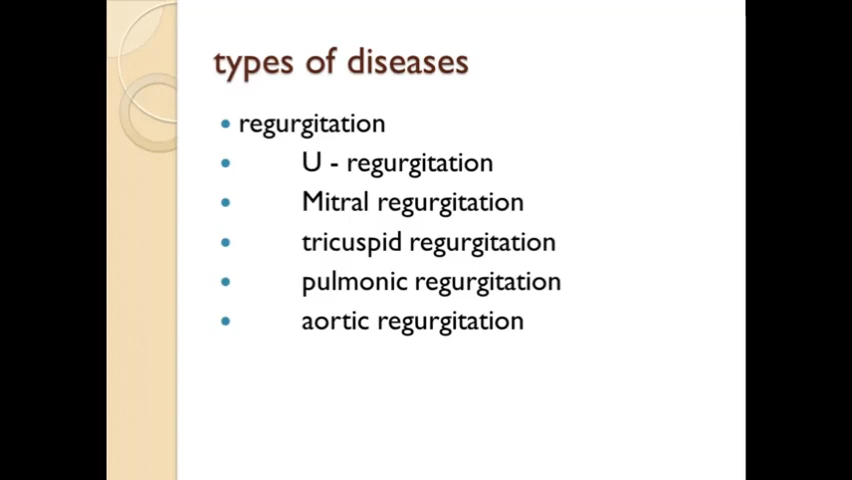 types of diseases
• regurgitation
• U - regurgitation
• Mitral regurgitation
• tricuspid regurgitation
• pulmonic regurgitation
• aortic regurgitation